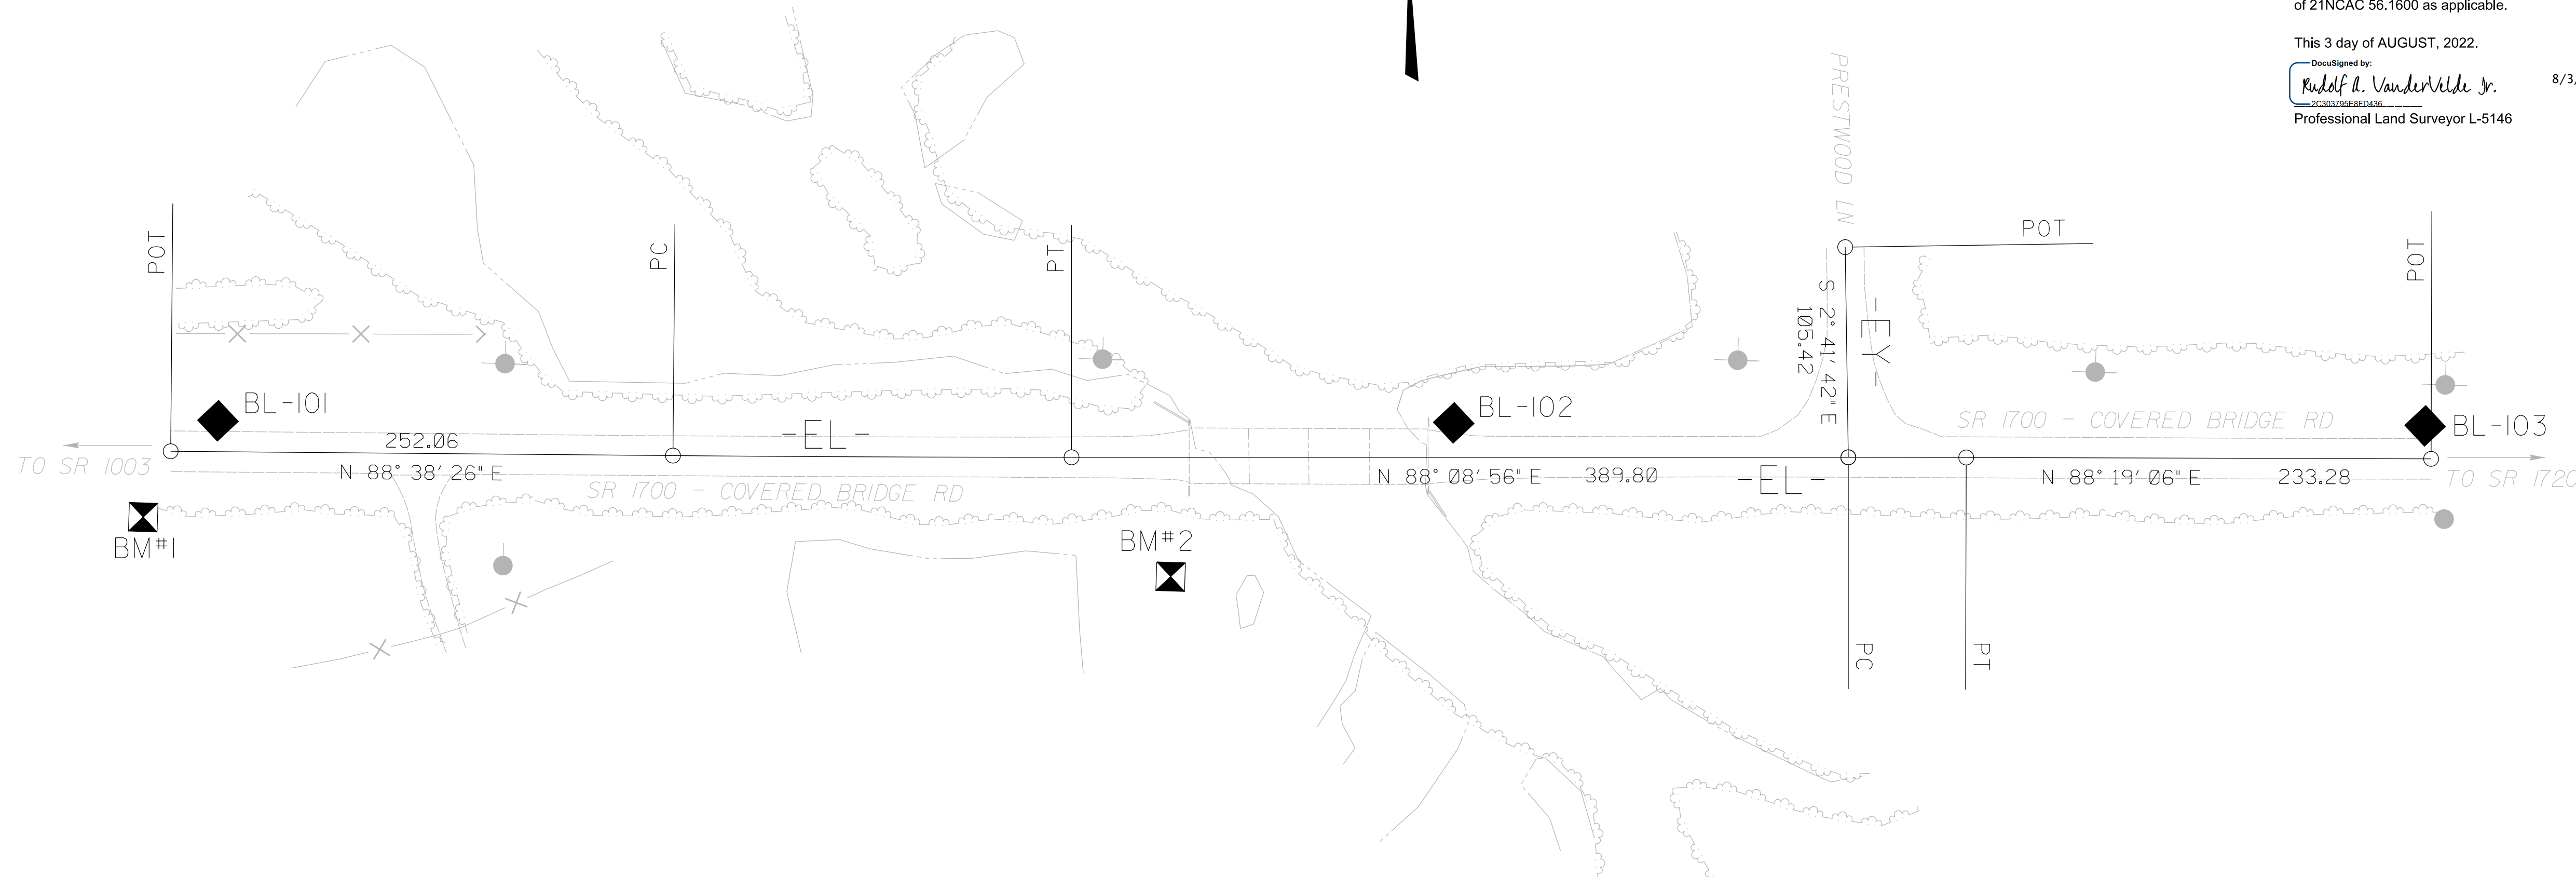 of 21NCAC 56.1600 as applicable.
This 3 day of AUGUST, 2022.
DocuSigned by:
Rudolf A. VanderVelde Jr.
8/3/
2C303795E8FD436
Professional Land Surveyor L-5146
PRESTWOOD LN
POT
PC
PT
POT
POT
S 2° 41' 42" E
105.42
-EY-
BL-101
BL-102
BL-103
SR 1700 - COVERED BRIDGE RD
252.06
-EL-
TO SR 1003
N 88° 38' 26" E
SR 1700 - COVERED BRIDGE RD
N 88° 08' 56" E
389.80
-EL-
N 88° 19' 06" E
233.28
TO SR 1720
BM#1
BM#2
PC
PT